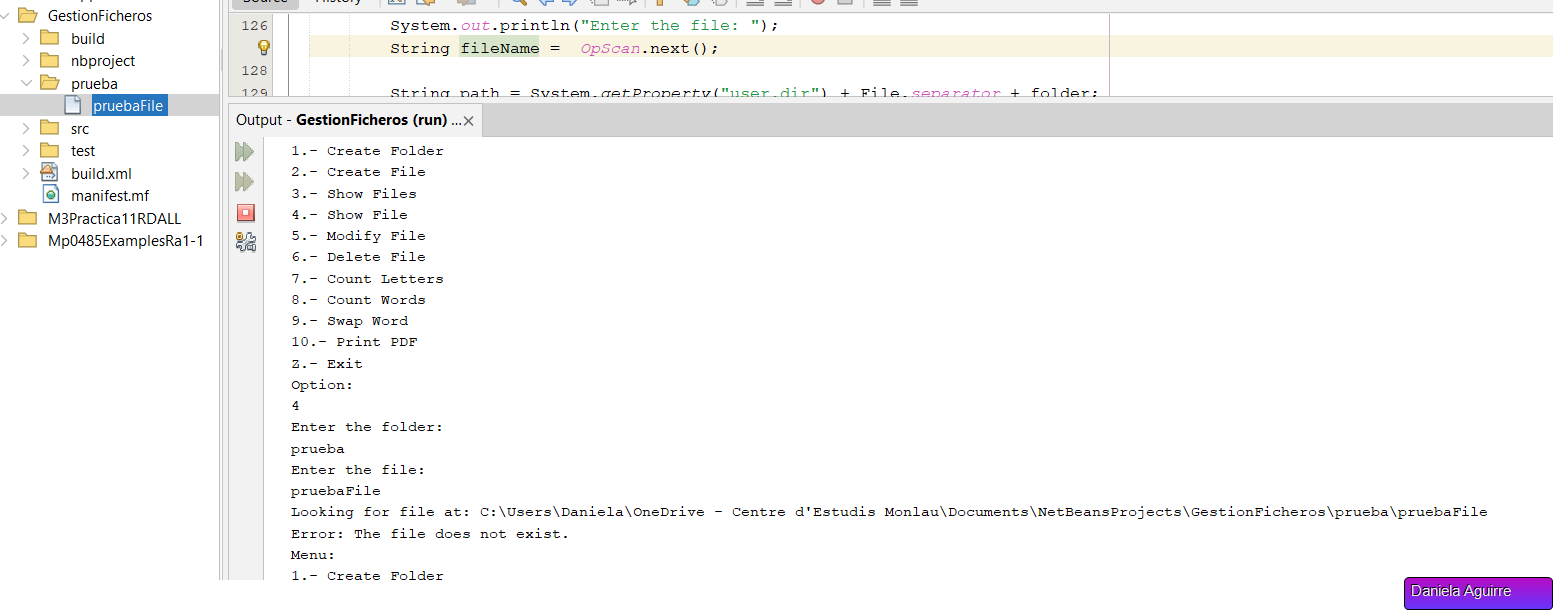 GestionFicheros
build
nbproject
prueba
pruebaFile
src
test
build.xml
manifest.mf
M3Practica11RDALL
Mp0485ExamplesRa1-1
Source History
126 System.out.println("Enter the file: ");
String fileName = OpScan.next();
128
129 String path = System.getProperty("user.dir") + File.separator + folder;
Output - GestionFicheros (run) ...
1.- Create Folder
2.- Create File
3.- Show Files
4.- Show File
5.- Modify File
6.- Delete File
7.- Count Letters
8.- Count Words
9.- Swap Word
10.- Print PDF
Z.- Exit
Option:
4
Enter the folder:
prueba
Enter the file:
pruebaFile
Looking for file at: C:\Users\Daniela\OneDrive - Centre d'Estudis Monlau\Documents\NetBeansProjects\GestionFicheros\prueba\pruebaFile
Error: The file does not exist.
Menu:
1.- Create Folder
Daniela Aguirre